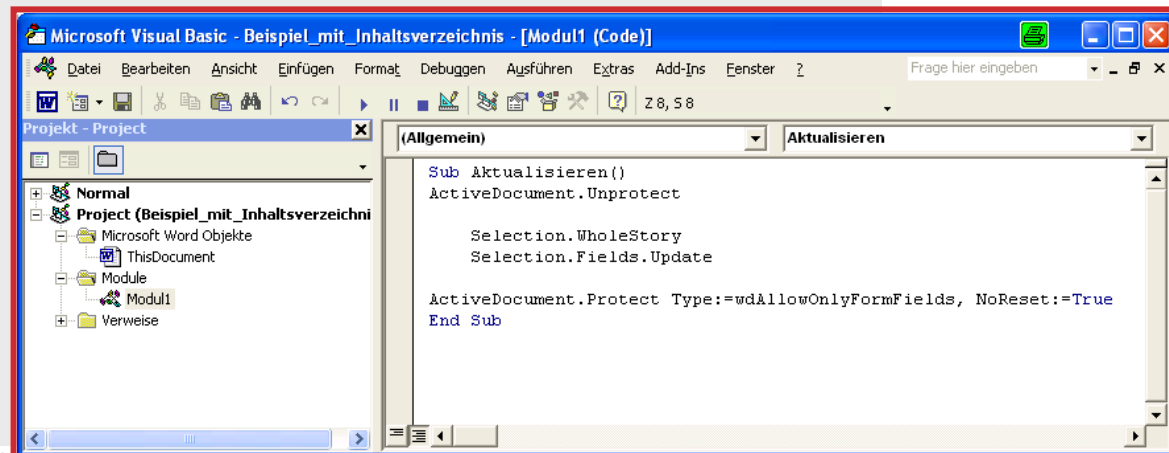 Microsoft Visual Basic - Beispiel_mit_Inhaltsverzeichnis - [Modul1 (Code)]
Datei Bearbeiten Ansicht Einfügen Format Debuggen Ausführen Extras Add-Ins Fenster ? Frage hier eingeben
Z 8, S 8
Projekt - Project
(Allgemein) Aktualisieren
Normal
Project (Beispiel_mit_Inhaltsverzeichni
Microsoft Word Objekte
ThisDocument
Module
Modul1
Verweise
Sub Aktualisieren()
ActiveDocument.Unprotect
Selection.WholeStory
Selection.Fields.Update
ActiveDocument.Protect Type:=wdAllowOnlyFormFields, NoReset:=True
End Sub